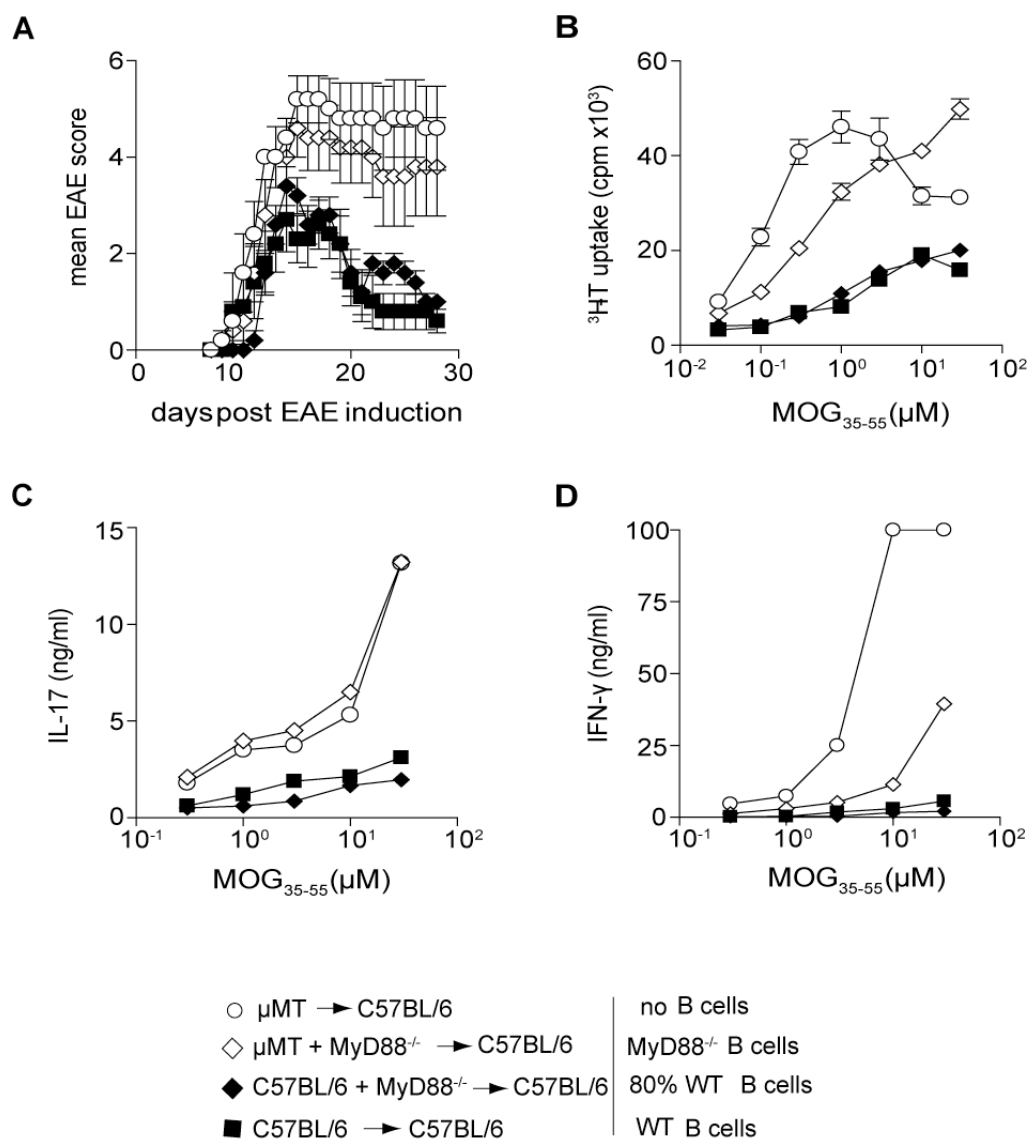 A
mean EAE score
6
4
2
0
0 10 20 30
days post EAE induction
B
³H-T uptake (cpm x10³)
60
40
20
0
10⁻² 10⁻¹ 10⁰ 10¹ 10²
MOG₃₅₋₅₅(µM)
C
IL-17 (ng/ml)
15
10
5
0
10⁻¹ 10⁰ 10¹ 10²
MOG₃₅₋₅₅(µM)
D
IFN-γ (ng/ml)
100
75
50
25
0
10⁻¹ 10⁰ 10¹ 10²
MOG₃₅₋₅₅(µM)
µMT → C57BL/6 no B cells
µMT + MyD88⁻/⁻ → C57BL/6 MyD88⁻/⁻ B cells
C57BL/6 + MyD88⁻/⁻ → C57BL/6 80% WT B cells
C57BL/6 → C57BL/6 WT B cells